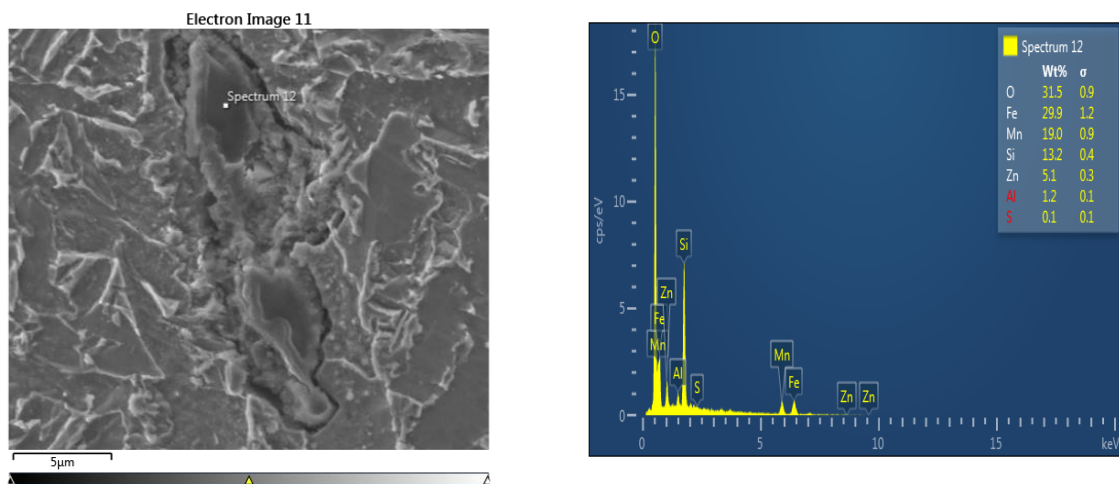 Electron Image 11
Spectrum 12
5µm
cps/eV
15
10
5
0
O
Zn
Fe
Mn
Al
Si
S
Mn
Fe
Zn
Zn
0
5
10
15
keV
Spectrum 12
Wt% σ
O 31.5 0.9
Fe 29.9 1.2
Mn 19.0 0.9
Si 13.2 0.4
Zn 5.1 0.3
Al 1.2 0.1
S 0.1 0.1